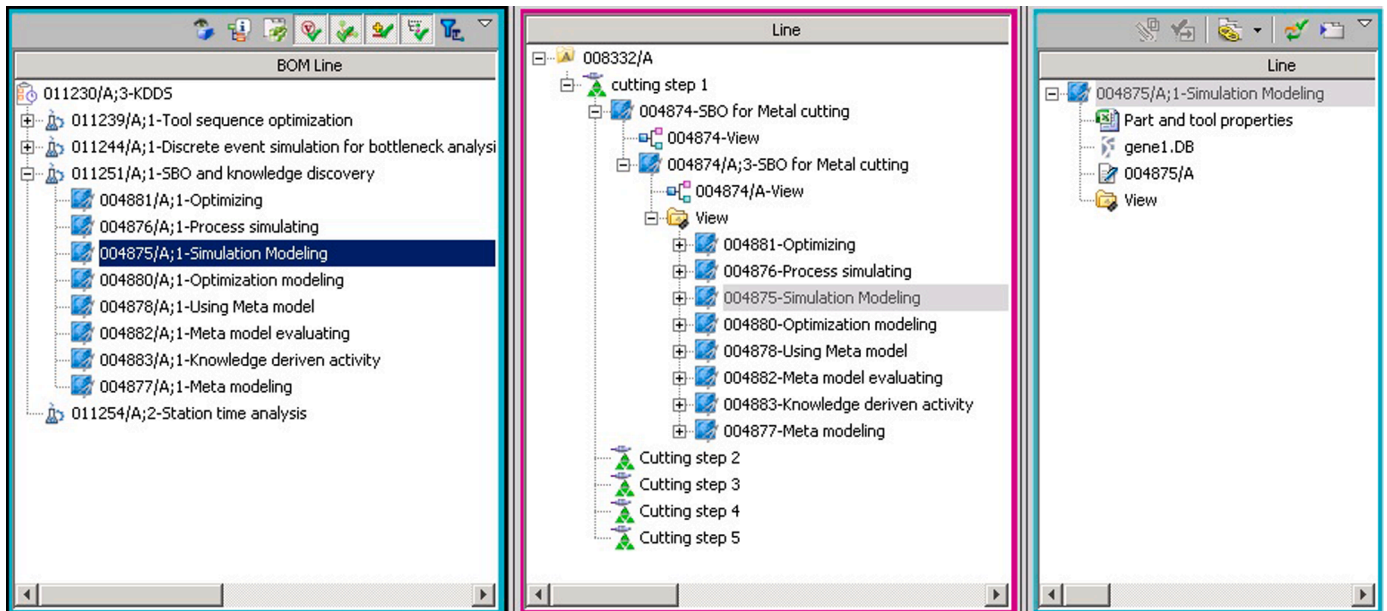 BOM Line
011230/A;3-KDDS
011239/A;1-Tool sequence optimization
011244/A;1-Discrete event simulation for bottleneck analysi
011251/A;1-SBO and knowledge discovery
004881/A;1-Optimizing
004876/A;1-Process simulating
004875/A;1-Simulation Modeling
004880/A;1-Optimization modeling
004878/A;1-Using Meta model
004882/A;1-Meta model evaluating
004883/A;1-Knowledge deriven activity
004877/A;1-Meta modeling
011254/A;2-Station time analysis
Line
008332/A
cutting step 1
004874-SBO for Metal cutting
004874-View
004874/A;3-SBO for Metal cutting
004874/A-View
View
004881-Optimizing
004876-Process simulating
004875-Simulation Modeling
004880-Optimization modeling
004878-Using Meta model
004882-Meta model evaluating
004883-Knowledge deriven activity
004877-Meta modeling
Cutting step 2
Cutting step 3
Cutting step 4
Cutting step 5
Line
004875/A;1-Simulation Modeling
Part and tool properties
gene1.DB
004875/A
View